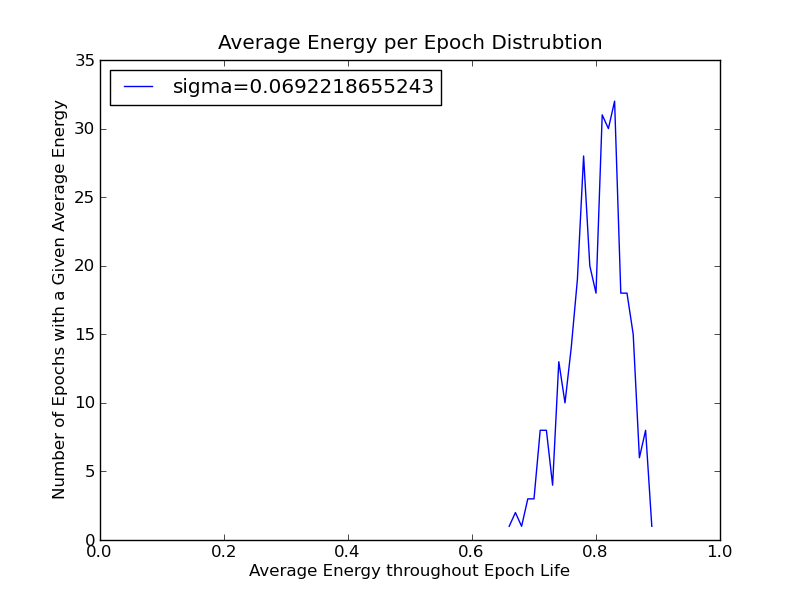 Average Energy per Epoch Distrubtion
sigma=0.0692218655243
Number of Epochs with a Given Average Energy
35
30
25
20
15
10
5
0
0.0 0.2 0.4 0.6 0.8 1.0
Average Energy throughout Epoch Life